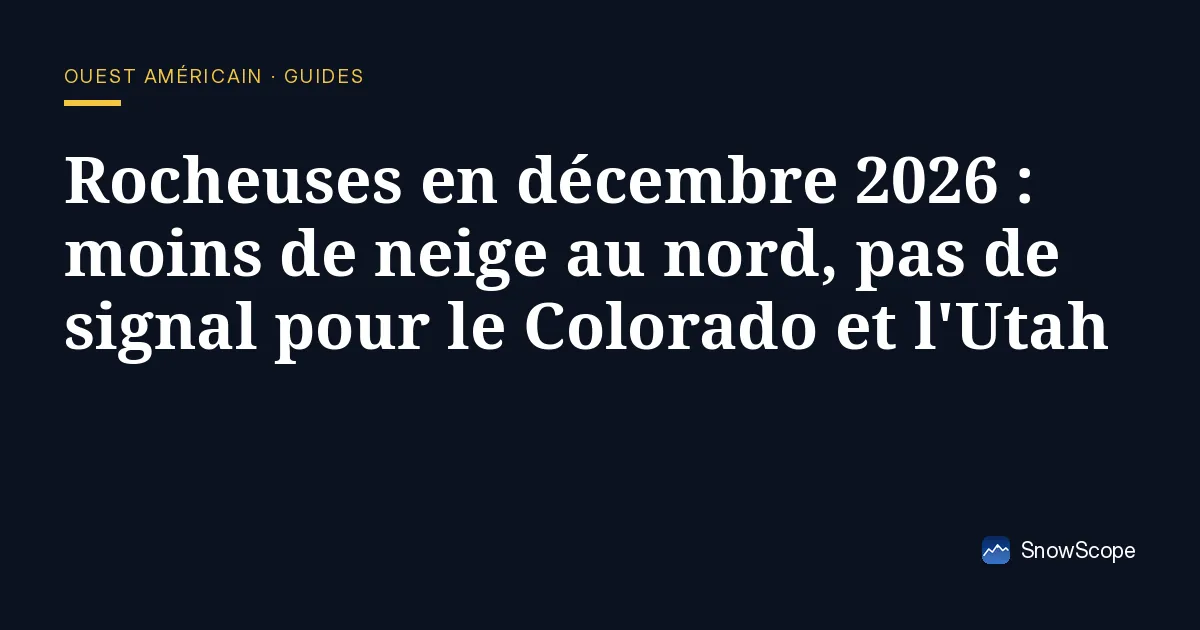 OUEST AMÉRICAIN · GUIDES
Rocheuses en décembre 2026 :
moins de neige au nord, pas de
signal pour le Colorado et l'Utah
SnowScope